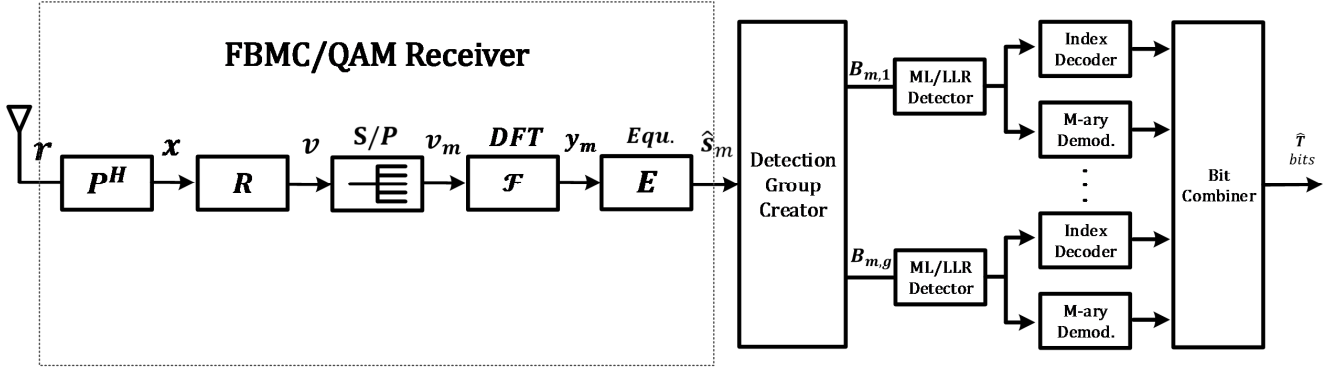 FBMC/QAM Receiver
r
P^H
x
R
v
S/P
v_m
DFT
ℱ
y_m
Equ.
E
ŝ_m
Detection
Group
Creator
B_{m,1}
ML/LLR
Detector
Index
Decoder
M-ary
Demod.
B_{m,g}
ML/LLR
Detector
Index
Decoder
M-ary
Demod.
Bit
Combiner
T̂
bits